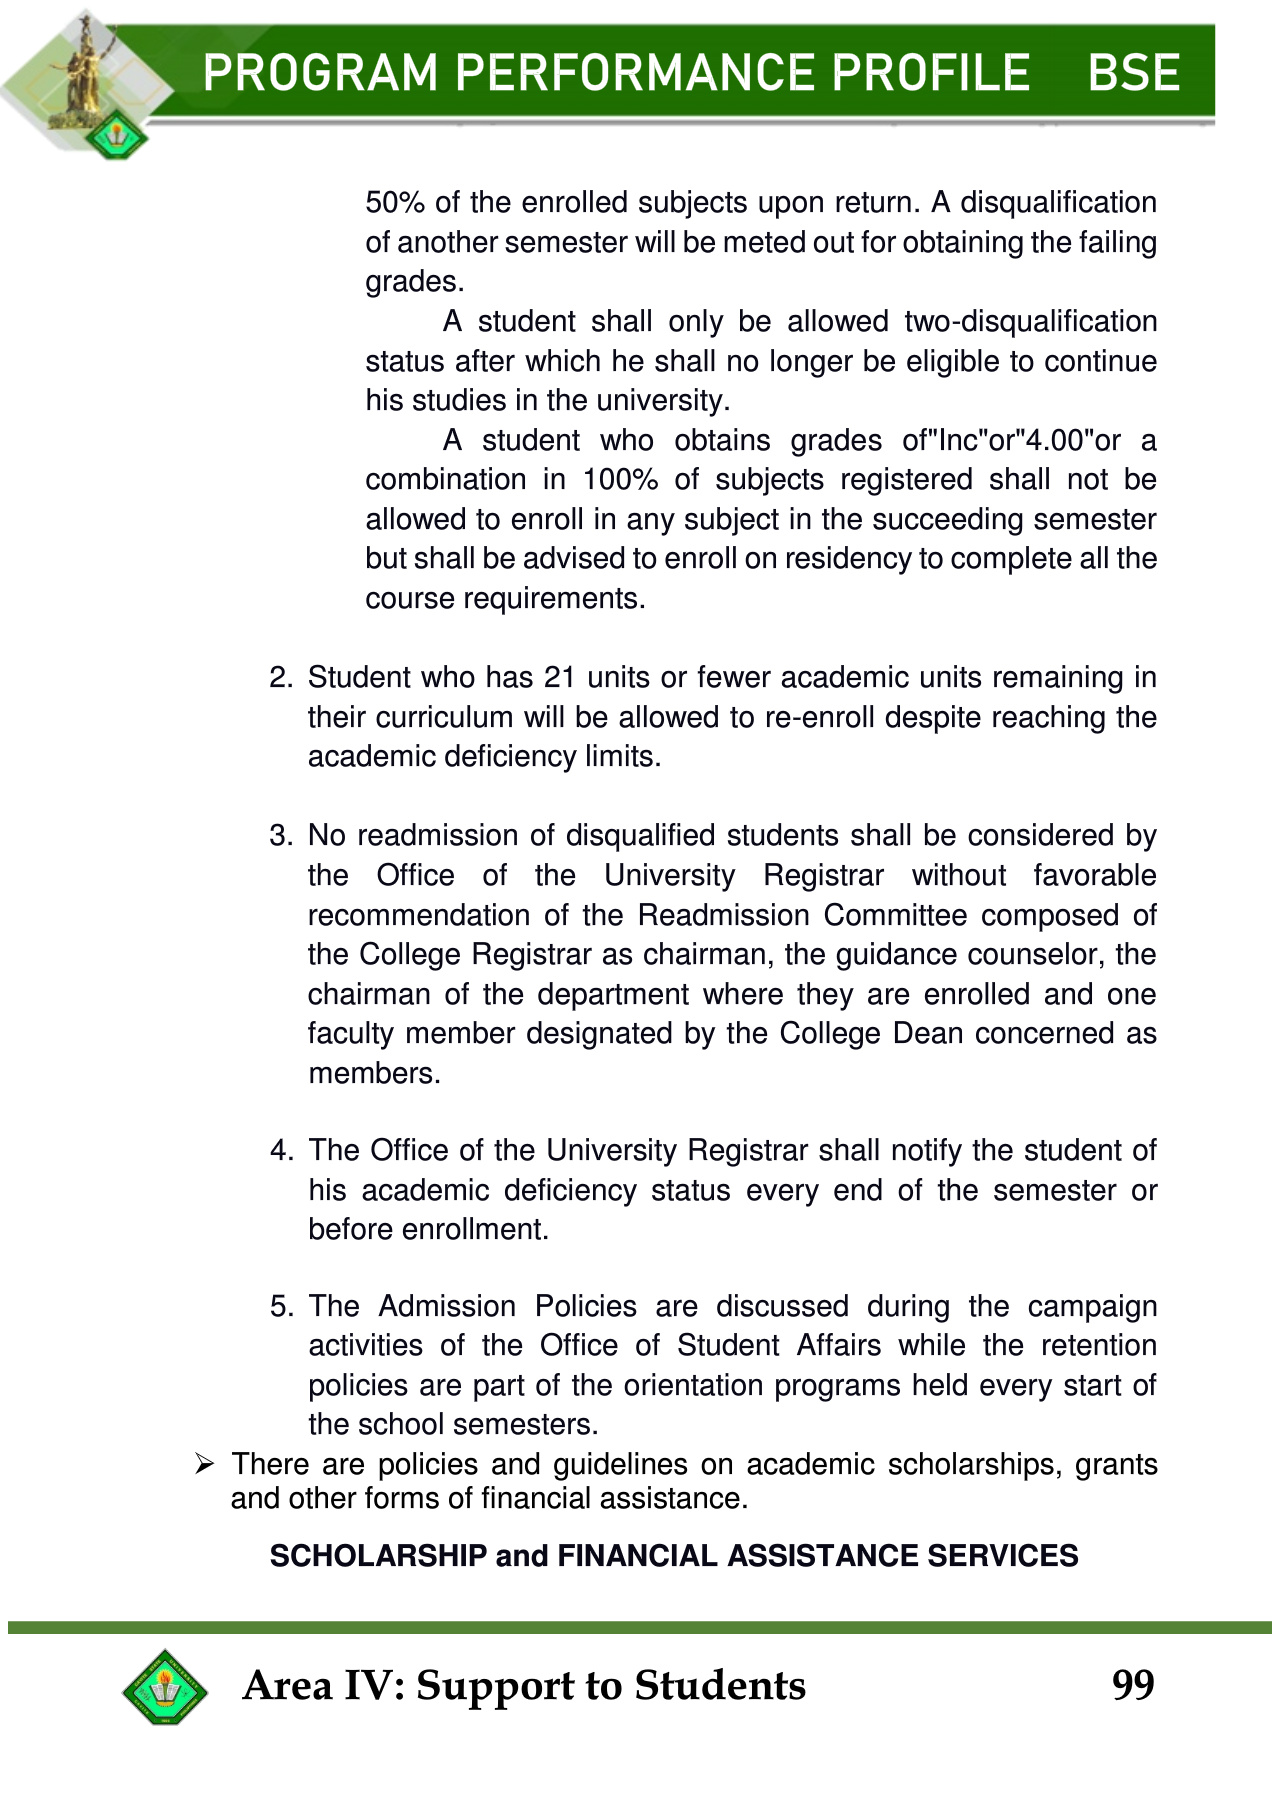 PROGRAM PERFORMANCE PROFILE BSE
50% of the enrolled subjects upon return. A disqualification
of another semester will be meted out for obtaining the failing
grades.
A student shall only be allowed two-disqualification
status after which he shall no longer be eligible to continue
his studies in the university.
A student who obtains grades of"Inc"or"4.00"or a
combination in 100% of subjects registered shall not be
allowed to enroll in any subject in the succeeding semester
but shall be advised to enroll on residency to complete all the
course requirements.
2. Student who has 21 units or fewer academic units remaining in
their curriculum will be allowed to re-enroll despite reaching the
academic deficiency limits.
3. No readmission of disqualified students shall be considered by
the Office of the University Registrar without favorable
recommendation of the Readmission Committee composed of
the College Registrar as chairman, the guidance counselor, the
chairman of the department where they are enrolled and one
faculty member designated by the College Dean concerned as
members.
4. The Office of the University Registrar shall notify the student of
his academic deficiency status every end of the semester or
before enrollment.
5. The Admission Policies are discussed during the campaign
activities of the Office of Student Affairs while the retention
policies are part of the orientation programs held every start of
the school semesters.
➢ There are policies and guidelines on academic scholarships, grants
and other forms of financial assistance.
SCHOLARSHIP and FINANCIAL ASSISTANCE SERVICES
Area IV: Support to Students 99